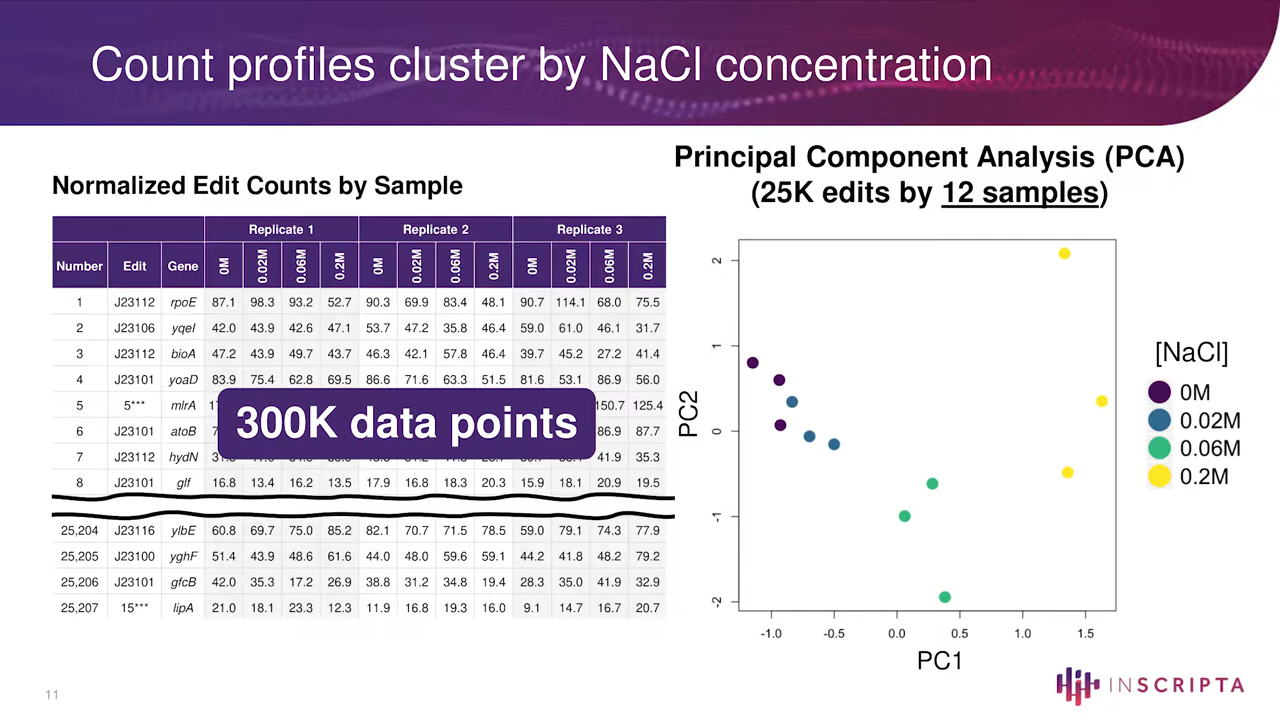 Count profiles cluster by NaCl concentration
Normalized Edit Counts by Sample
Replicate 1 Replicate 2 Replicate 3
Number Edit Gene 0M 0.02M 0.06M 0.2M 0M 0.02M 0.06M 0.2M 0M 0.02M 0.06M 0.2M
1 J23112 rpoE 87.1 98.3 93.2 52.7 90.3 69.9 83.4 48.1 90.7 114.1 68.0 75.5
2 J23106 yqeI 42.0 43.9 42.6 47.1 53.7 47.2 35.8 46.4 59.0 61.0 46.1 31.7
3 J23112 bioA 47.2 43.9 49.7 43.7 46.3 42.1 57.8 46.4 39.7 45.2 27.2 41.4
4 J23101 yoaD 83.9 75.4 62.8 69.5 86.6 71.6 63.3 51.5 81.6 53.1 86.9 56.0
5 5*** mlrA 150.7 125.4
6 J23101 atoB 86.9 87.7
7 J23112 hydN 41.9 35.3
300K data points
8 J23101 glf 16.8 13.4 16.2 13.5 17.9 16.8 18.3 20.3 15.9 18.1 20.9 19.5
25,204 J23116 ylbE 60.8 69.7 75.0 85.2 82.1 70.7 71.5 78.5 59.0 79.1 74.3 77.9
25,205 J23100 yghF 51.4 43.9 48.6 61.6 44.0 48.0 59.6 59.1 44.2 41.8 48.2 79.2
25,206 J23101 gfcB 42.0 35.3 17.2 26.9 38.8 31.2 34.8 19.4 28.3 35.0 41.9 32.9
25,207 15*** lipA 21.0 18.1 23.3 12.3 11.9 16.8 19.3 16.0 9.1 14.7 16.7 20.7
Principal Component Analysis (PCA)
(25K edits by 12 samples)
PC2
2
1
0
-1
-2
-1.0 -0.5 0.0 0.5 1.0 1.5
PC1
[NaCl]
0M
0.02M
0.06M
0.2M
11
INSCRIPTA